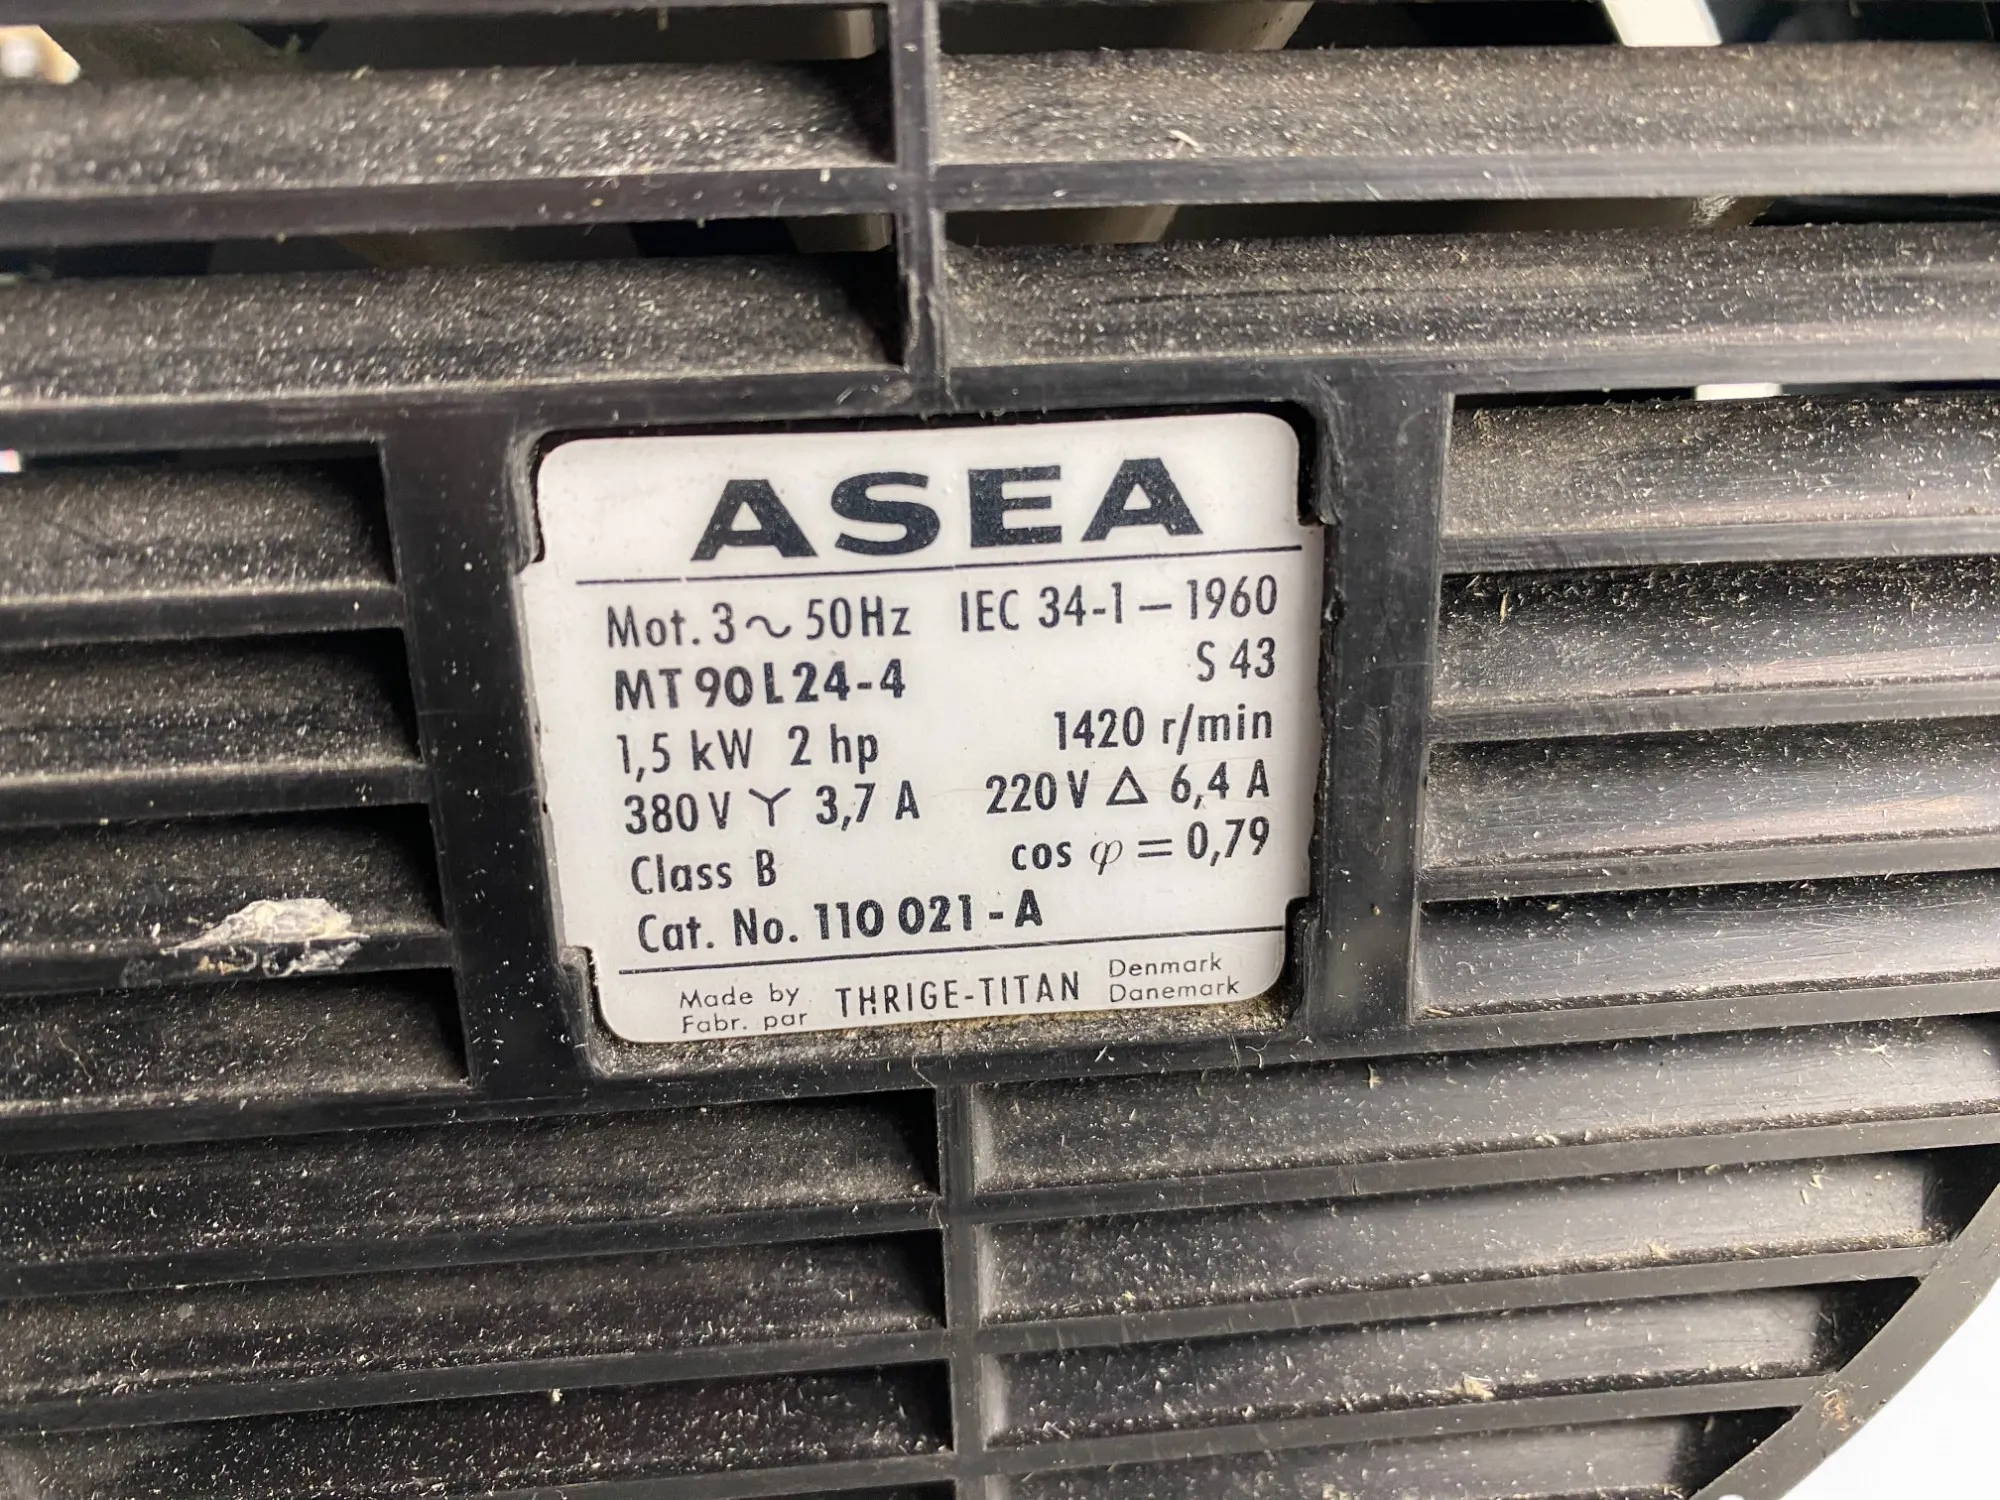 ASEA
Mot. 3~ 50Hz IEC 34-1 – 1960
MT 90 L 24-4 S 43
1,5 kW 2 hp 1420 r/min
380 V Y 3,7 A 220 V Δ 6,4 A
Class B cos φ = 0,79
Cat. No. 110 021 - A
Made by THRIGE-TITAN Denmark
Fabr. par Danemark